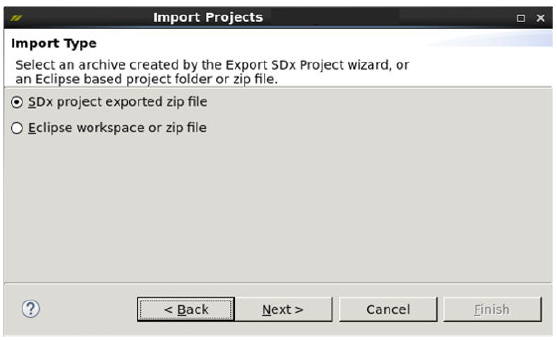 Import Projects
Import Type
Select an archive created by the Export SDx Project wizard, or
an Eclipse based project folder or zip file.
SDx project exported zip file
Eclipse workspace or zip file
?
< Back
Next >
Cancel
Finish